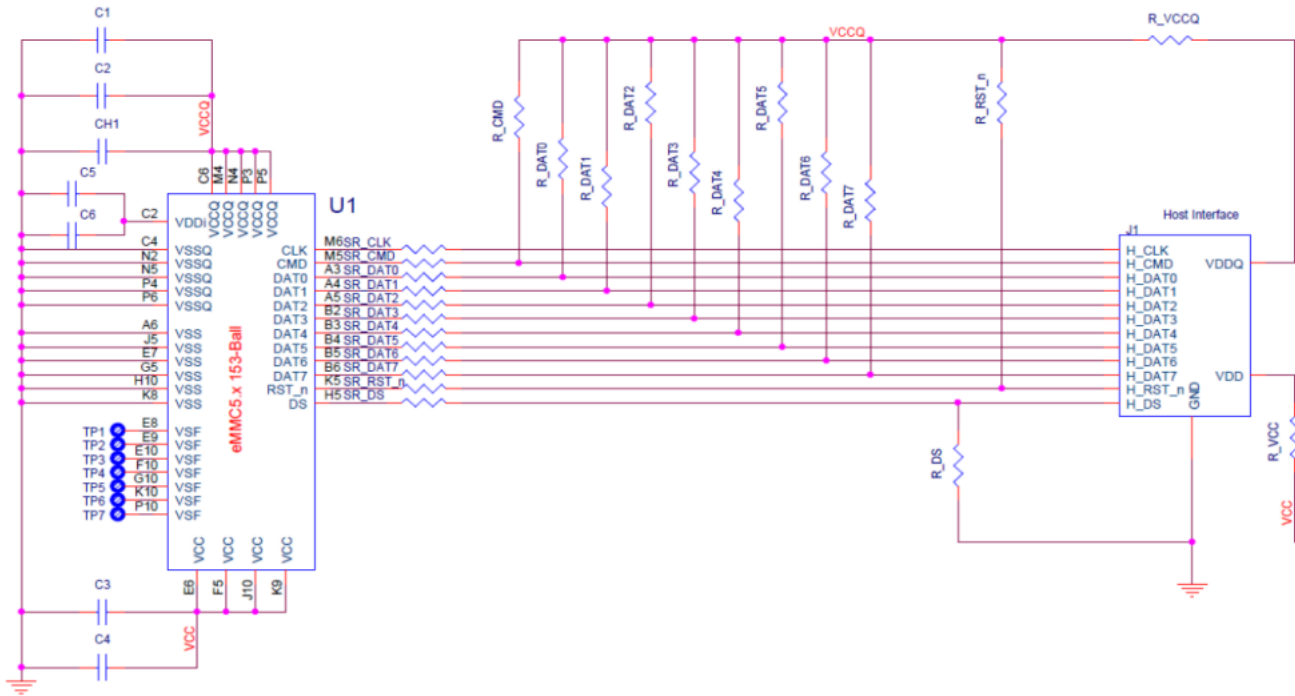 C1
R_VCCQ
VCCQ
C2
VCCQ
CH1
R_CMD
R_DAT0
R_DAT1
R_DAT2
R_DAT3
R_DAT4
R_DAT5
R_DAT6
R_DAT7
R_RST_n
C5
C6
C6 M4 N4 P3 P5
VCCQ VCCQ VCCQ VCCQ VCCQ
U1
Host Interface
J1
C2 VDDi
C4 VSSQ
N2 VSSQ
N5 VSSQ
P4 VSSQ
P6 VSSQ
A6 VSS
J5 VSS
E7 VSS
G5 VSS
H10 VSS
K8 VSS
TP1 E8 VSF
TP2 E9 VSF
TP3 E10 VSF
TP4 F10 VSF
TP5 G10 VSF
TP6 K10 VSF
TP7 P10 VSF
eMMC5.x 153-Ball
CLK M6 SR_CLK
CMD M5 SR_CMD
DAT0 A3 SR_DAT0
DAT1 A4 SR_DAT1
DAT2 A5 SR_DAT2
DAT3 B2 SR_DAT3
DAT4 B3 SR_DAT4
DAT5 B4 SR_DAT5
DAT6 B5 SR_DAT6
DAT7 B6 SR_DAT7
RST_n K5 SR_RST_n
DS H5 SR_DS
H_CLK
H_CMD
H_DAT0
H_DAT1
H_DAT2
H_DAT3
H_DAT4
H_DAT5
H_DAT6
H_DAT7
H_RST_n
H_DS
VDDQ
VDD
GND
R_DS
R_VCC
VCC
VCC VCC VCC VCC
E6 F5 J10 K9
C3
VCC
C4